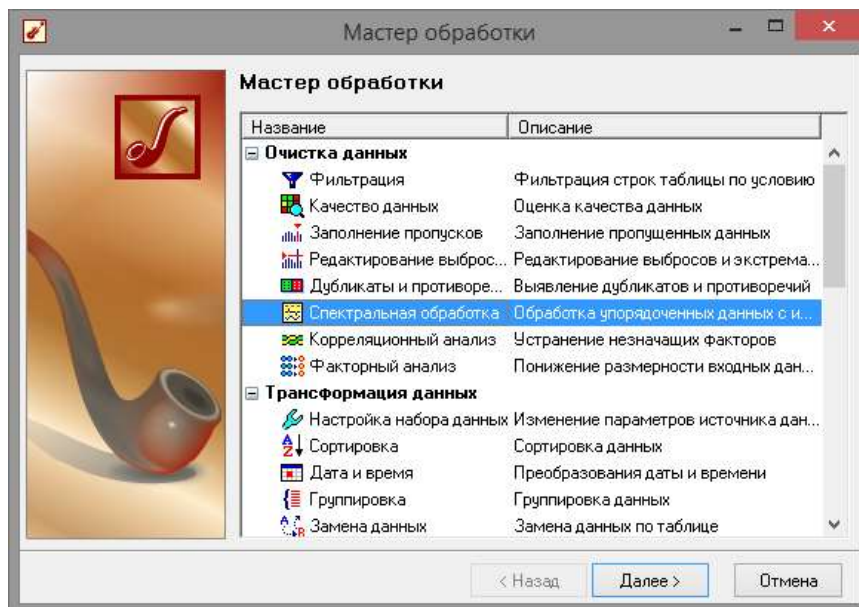 Мастер обработки
Мастер обработки
Название Описание
Очистка данных
Фильтрация Фильтрация строк таблицы по условию
Качество данных Оценка качества данных
Заполнение пропусков Заполнение пропущенных данных
Редактирование выброс... Редактирование выбросов и экстрема...
Дубликаты и противоре... Выявление дубликатов и противоречий
Спектральная обработка Обработка упорядоченных данных с и...
Корреляционный анализ Устранение незначащих факторов
Факторный анализ Понижение размерности входных дан...
Трансформация данных
Настройка набора данных Изменение параметров источника дан...
Сортировка Сортировка данных
Дата и время Преобразования даты и времени
Группировка Группировка данных
Замена данных Замена данных по таблице
< Назад Далее > Отмена